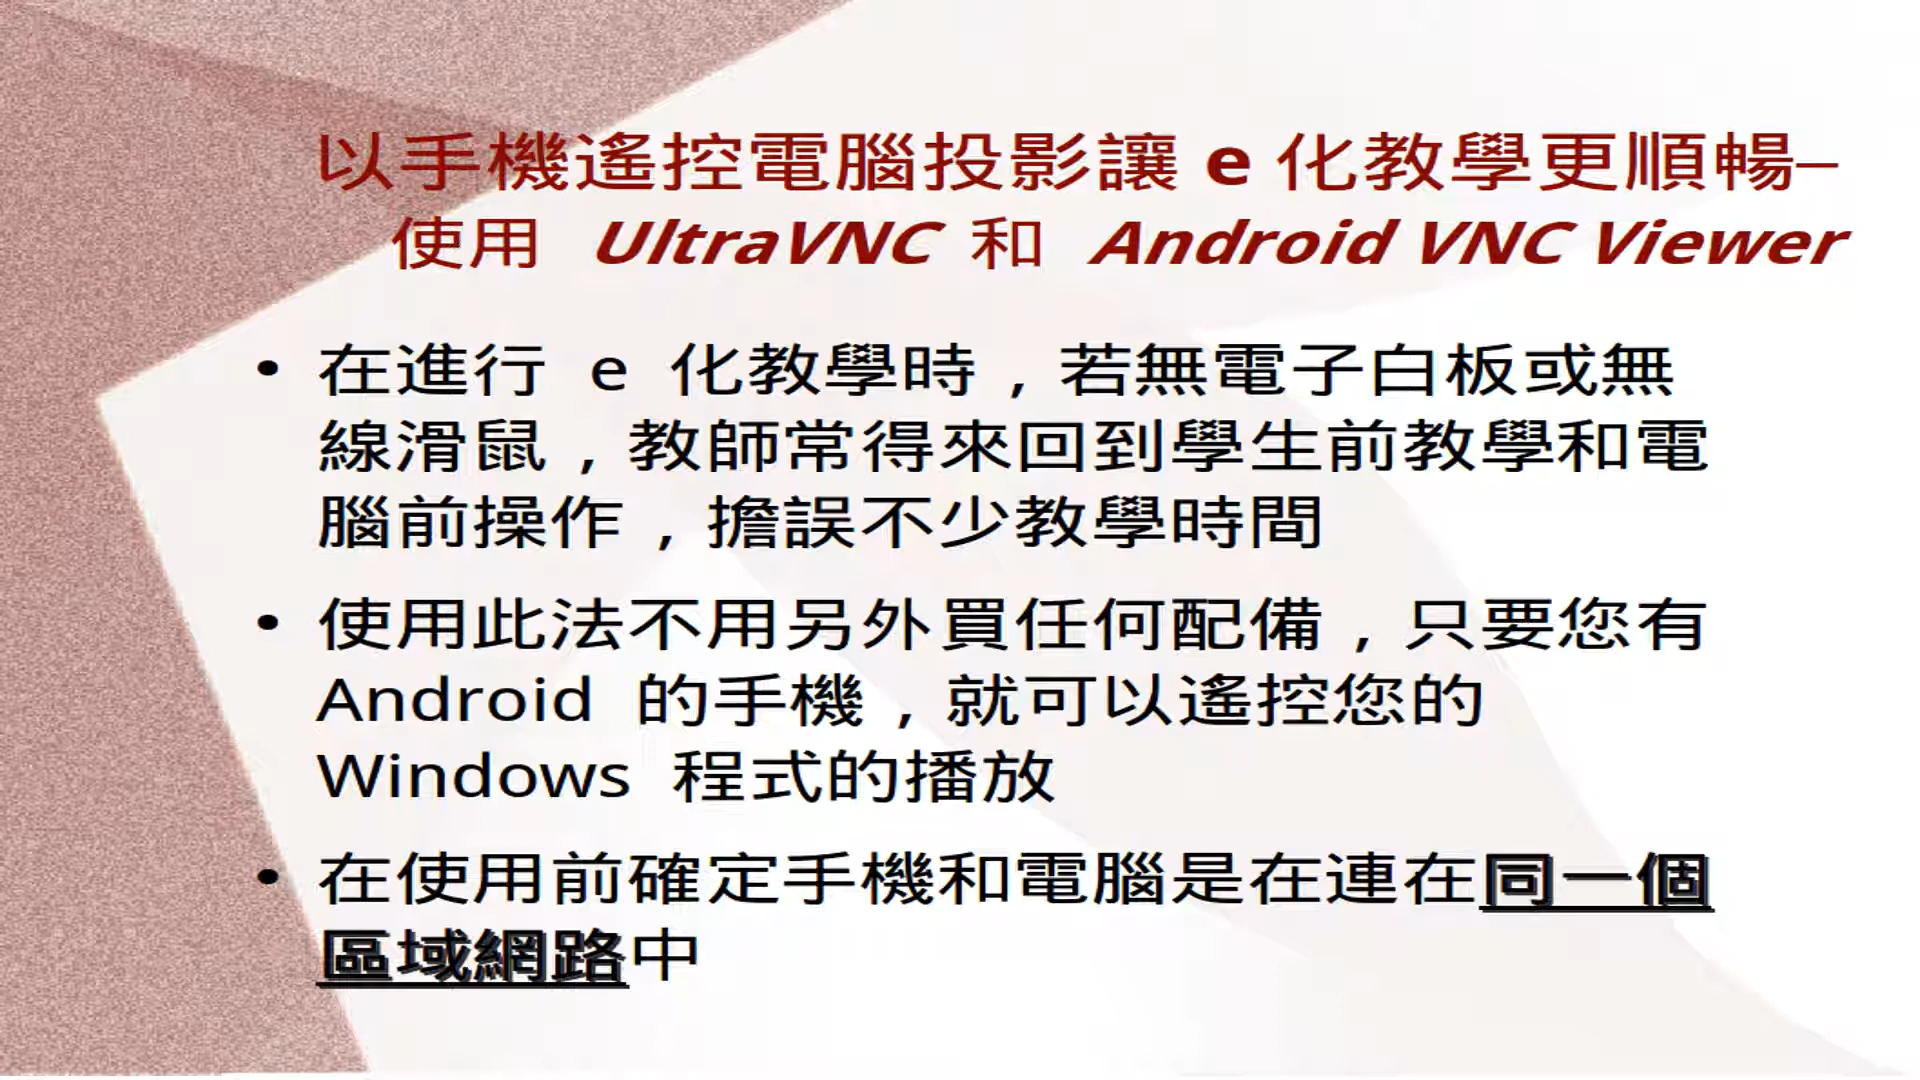 以手機遙控電腦投影讓 e 化教學更順暢–
使用 UltraVNC 和 Android VNC Viewer
• 在進行 e 化教學時，若無電子白板或無
線滑鼠，教師常得來回到學生前教學和電
腦前操作，擔誤不少教學時間
• 使用此法不用另外買任何配備，只要您有
Android 的手機，就可以遙控您的
Windows 程式的播放
• 在使用前確定手機和電腦是在連在同一個
區域網路中